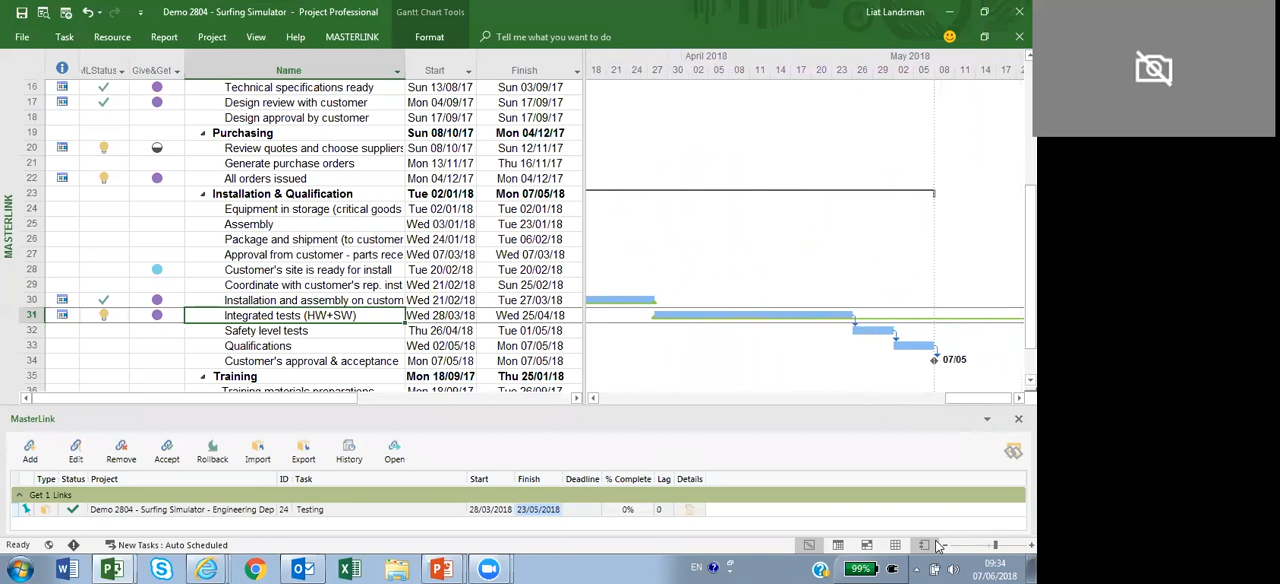 Demo 2804 - Surfing Simulator - Project Professional
Gantt Chart Tools
Liat Landsman
File Task Resource Report Project View Help MASTERLINK Format Tell me what you want to do
MLStatus Give&Get Name Start Finish
April 2018 May 2018
18 21 24 27 30 02 05 08 11 14 17 20 23 26 29 02 05 08 11 14 17
16 Technical specifications ready Sun 13/08/17 Sun 03/09/17
17 Design review with customer Mon 04/09/17 Sun 17/09/17
18 Design approval by customer Sun 17/09/17 Sun 17/09/17
19 Purchasing Sun 08/10/17 Mon 04/12/17
20 Review quotes and choose suppliers Sun 08/10/17 Sun 12/11/17
21 Generate purchase orders Mon 13/11/17 Thu 16/11/17
22 All orders issued Mon 04/12/17 Mon 04/12/17
23 Installation & Qualification Tue 02/01/18 Mon 07/05/18
24 Equipment in storage (critical goods Tue 02/01/18 Tue 02/01/18
25 Assembly Wed 03/01/18 Tue 23/01/18
26 Package and shipment (to customer Wed 24/01/18 Tue 06/02/18
27 Approval from customer - parts rece Wed 07/03/18 Wed 07/03/18
28 Customer's site is ready for install Tue 20/02/18 Tue 20/02/18
29 Coordinate with customer's rep. inst Wed 21/02/18 Sun 25/02/18
30 Installation and assembly on custom Wed 21/02/18 Tue 27/03/18
31 Integrated tests (HW+SW) Wed 28/03/18 Wed 25/04/18
32 Safety level tests Thu 26/04/18 Tue 01/05/18
33 Qualifications Wed 02/05/18 Mon 07/05/18
34 Customer's approval & acceptance Mon 07/05/18 Mon 07/05/18 07/05
35 Training Mon 18/09/17 Thu 25/01/18
MASTERLINK
MasterLink
Add Edit Remove Accept Rollback Import Export History Open
Type Status Project ID Task Start Finish Deadline % Complete Lag Details
Get 1 Links
Demo 2804 - Surfing Simulator - Engineering Dep 24 Testing 28/03/2018 23/05/2018 0% 0
Ready New Tasks : Auto Scheduled
EN 99% 09:34
07/06/2018